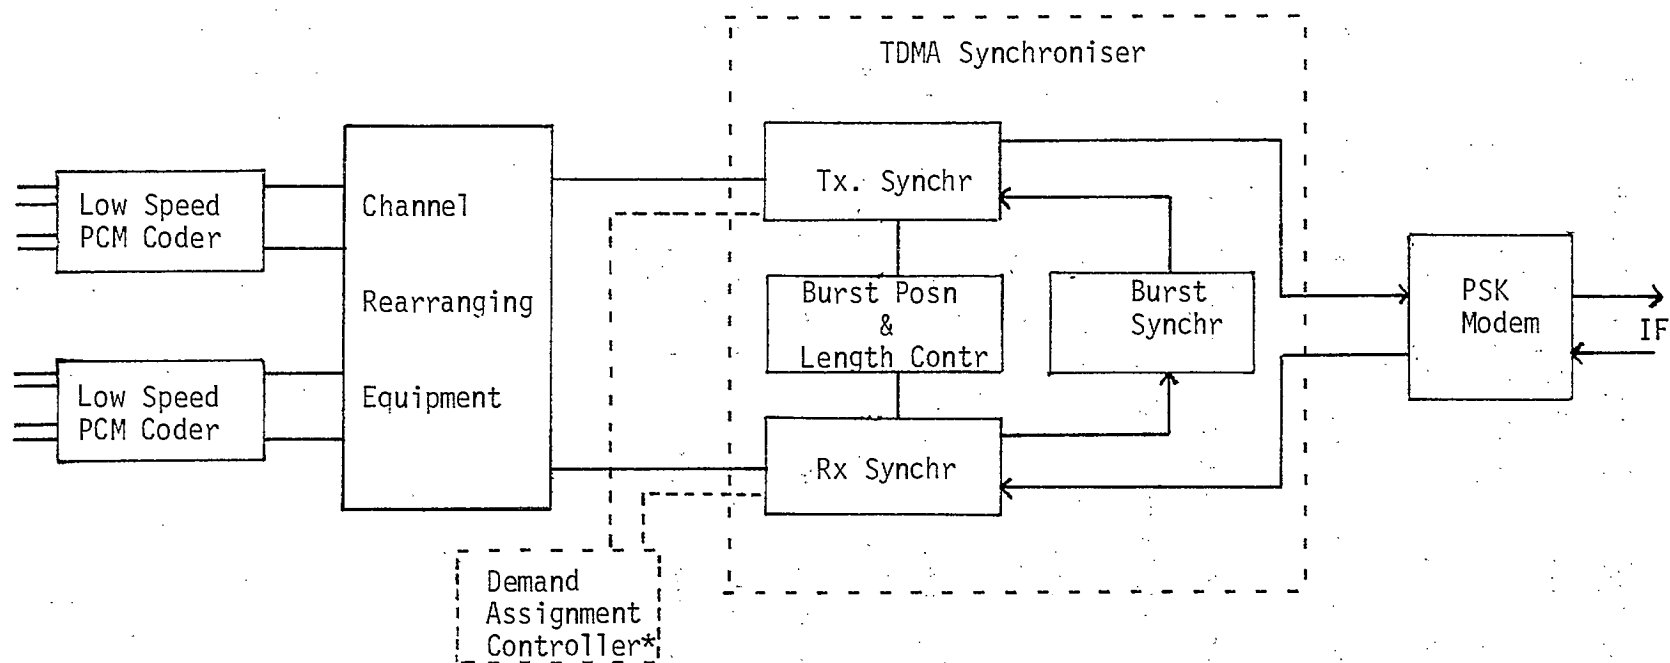 TDMA Synchroniser
Low Speed
PCM Coder
Low Speed
PCM Coder
Channel
Rearranging
Equipment
Tx. Synchr
Burst Posn
&
Length Contr
Burst
Synchr
Rx Synchr
PSK
Modem
IF
Demand
Assignment
Controller*